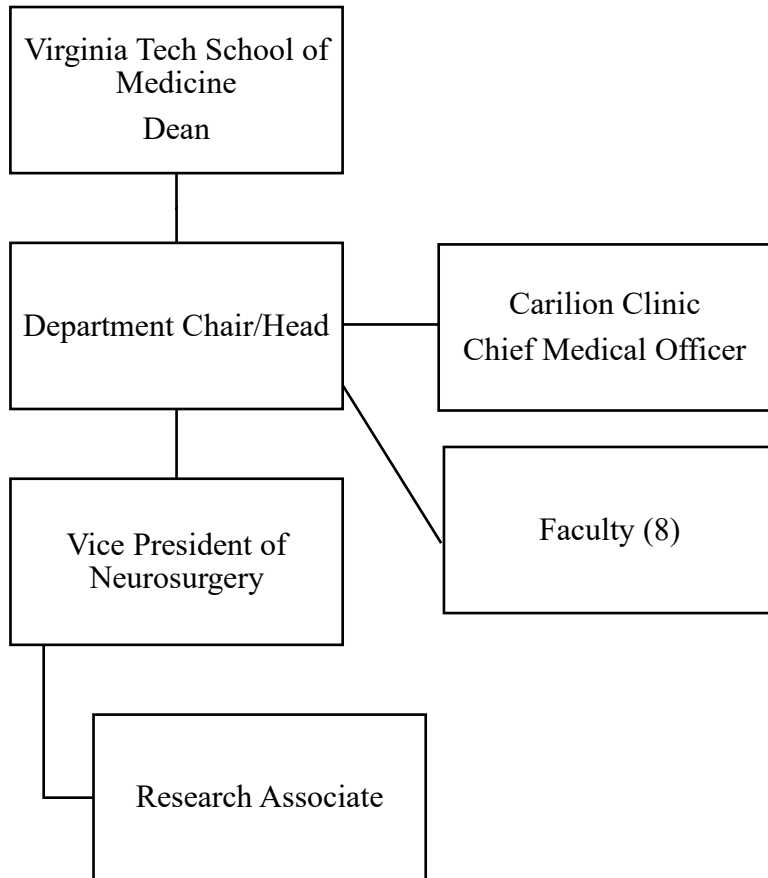 Virginia Tech School of
Medicine
Dean
Department Chair/Head
Carilion Clinic
Chief Medical Officer
Faculty (8)
Vice President of
Neurosurgery
Research Associate